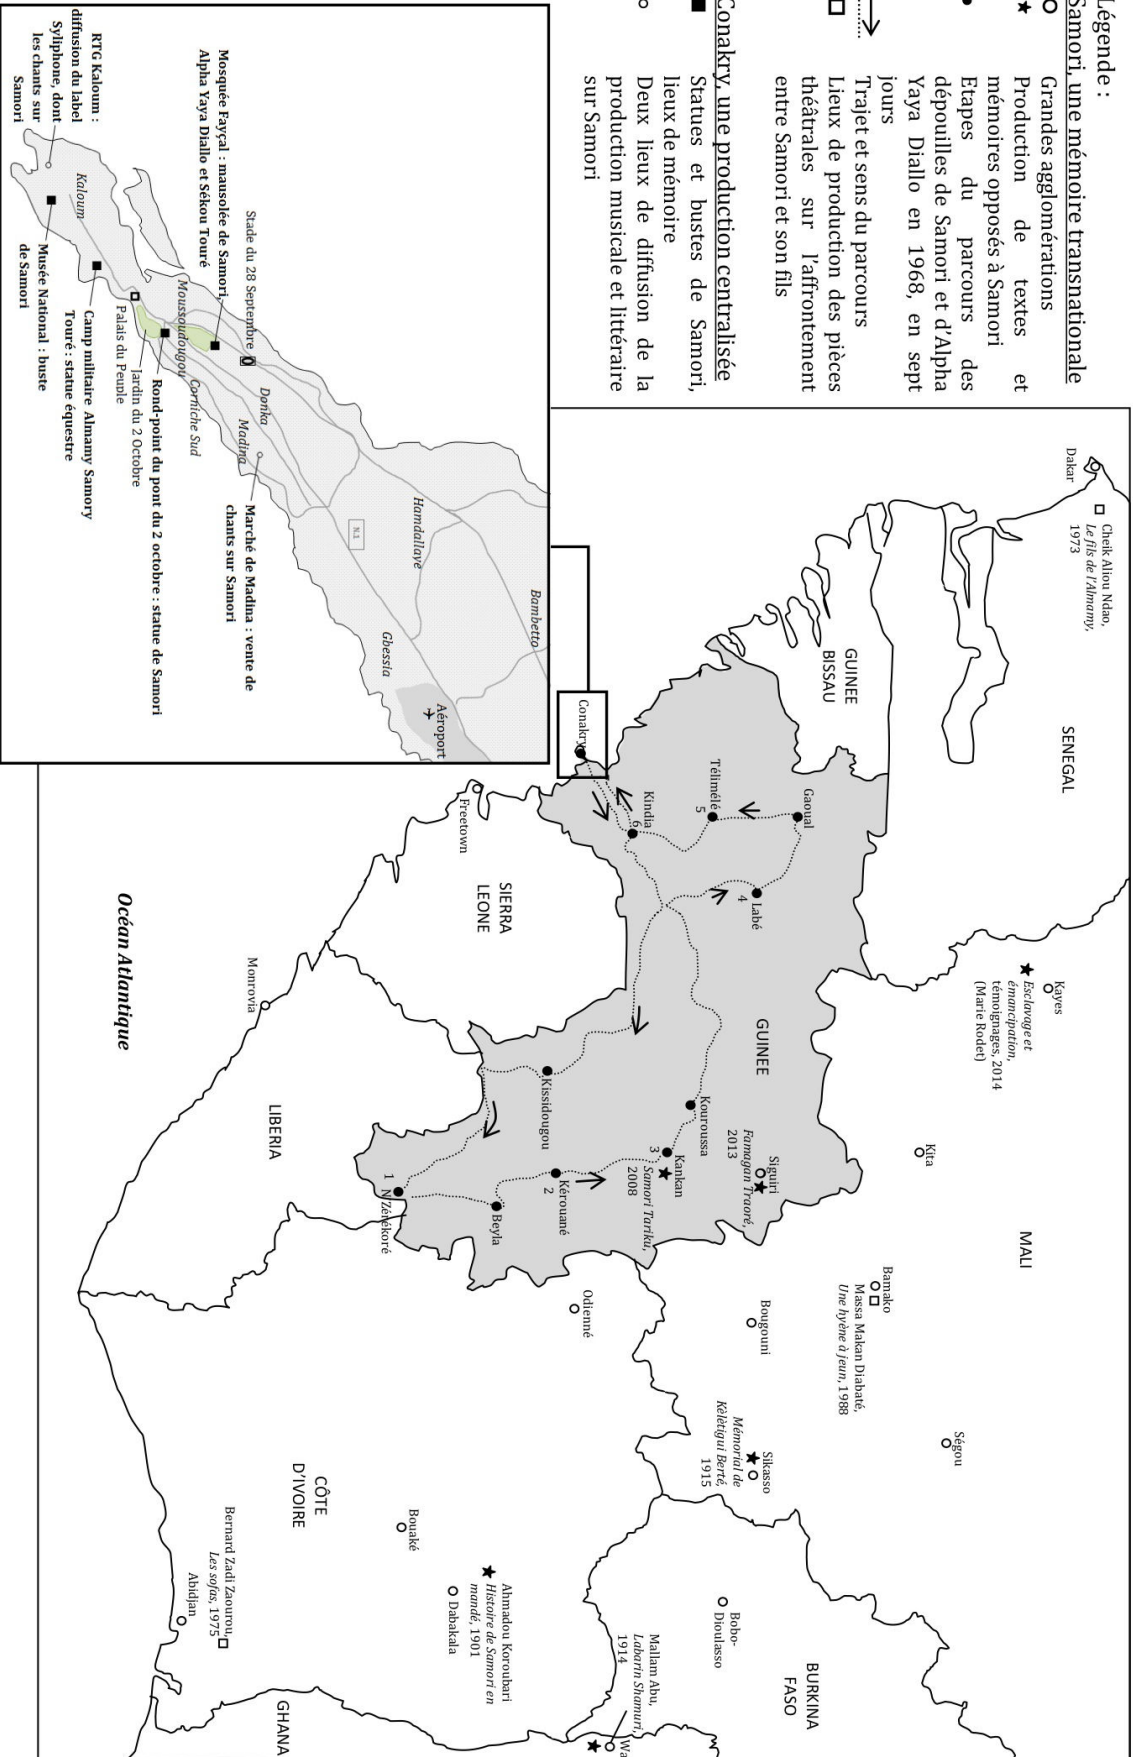 Légende :
Samori, une mémoire transnationale
Grandes agglomérations
Production de textes et
mémoires opposés à Samori
Etapes du parcours des
dépouilles de Samori et d'Alpha
Yaya Diallo en 1968, en sept
jours
Trajet et sens du parcours
Lieux de production des pièces
théâtrales sur l'affrontement
entre Samori et son fils
Conakry, une production centralisée
Statues et bustes de Samori,
lieux de mémoire
Deux lieux de diffusion de la
production musicale et littéraire
sur Samori
Dakar
Cheik Aliou Ndao,
Le fils de l'Almamy,
1973
SENEGAL
GUINEE
BISSAU
Kayes
Esclavage et
émancipation,
témoignages, 2014
(Marie Rodet)
Kita
MALI
Bamako
Massa Makan Diabaté,
Une hyène à jeun, 1988
Ségou
Gaoual
Télimélé
5
Labé
4
Kindia
6
Conakry
GUINEE
Siguiri
Famagan Traoré,
2013
Kouroussa
Kankan
3
Samori Tariku,
2008
Kissidougou
Kérouané
2
Beyla
1
N'Zérékoré
Bougouni
Sikasso
Mémorial de
Kèlètigui Berté,
1915
Bobo-
Dioulasso
BURKINA
FASO
Odienné
Freetown
SIERRA
LEONE
Monrovia
LIBERIA
Océan Atlantique
CÔTE
D'IVOIRE
Bouaké
Ahmadou Koroubari
Histoire de Samori en
mandé, 1901
Dabakala
Mallam Abu,
Labarin Shamuri,
1914
Wa
Bernard Zadi Zaourou,
Les sofas, 1975
Abidjan
GHANA
Bambetto
Aéroport
Hamdallaye
Gbessia
N.1
Stade du 28 Septembre
Donka
Madina
Marché de Madina : vente de
chants sur Samori
Mosquée Fayçal : mausolée de Samori,
Alpha Yaya Diallo et Sékou Touré
Moussoudougou
Corniche Sud
Rond-point du pont du 2 octobre : statue de Samori
Jardin du 2 Octobre
Palais du Peuple
Camp militaire Almamy Samory
Touré : statue équestre
Kaloum
Musée National : buste
de Samori
RTG Kaloum :
diffusion du label
Syliphone, dont
les chants sur
Samori